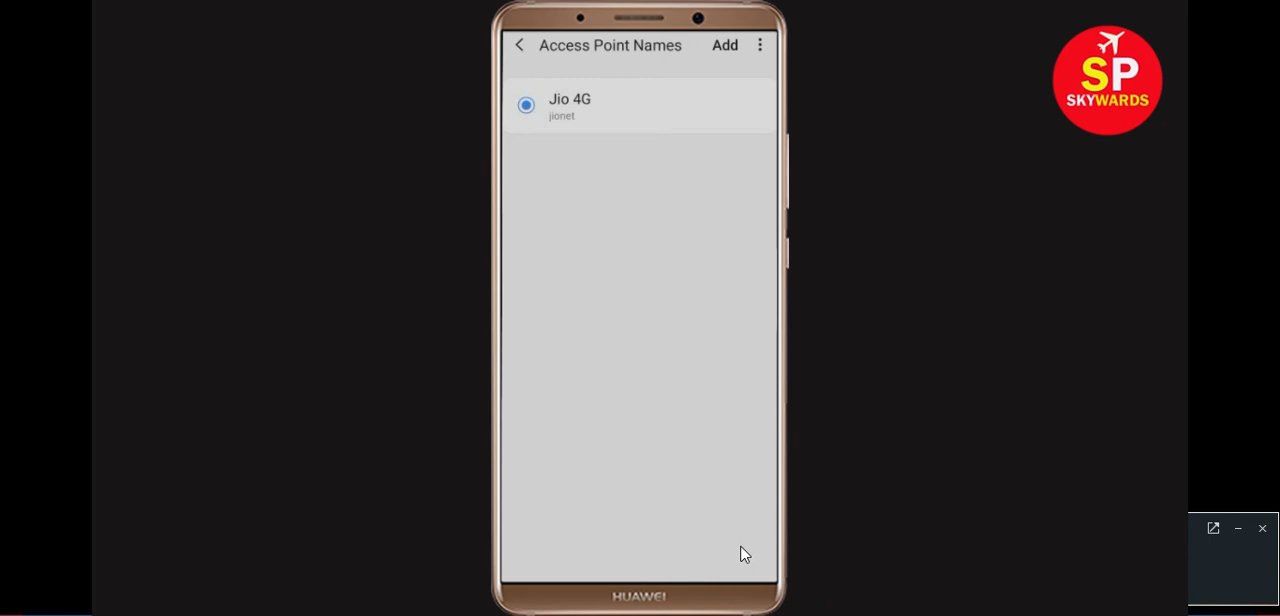 Access Point Names Add
Jio 4G
jionet
SP
SKYWARDS
HUAWEI